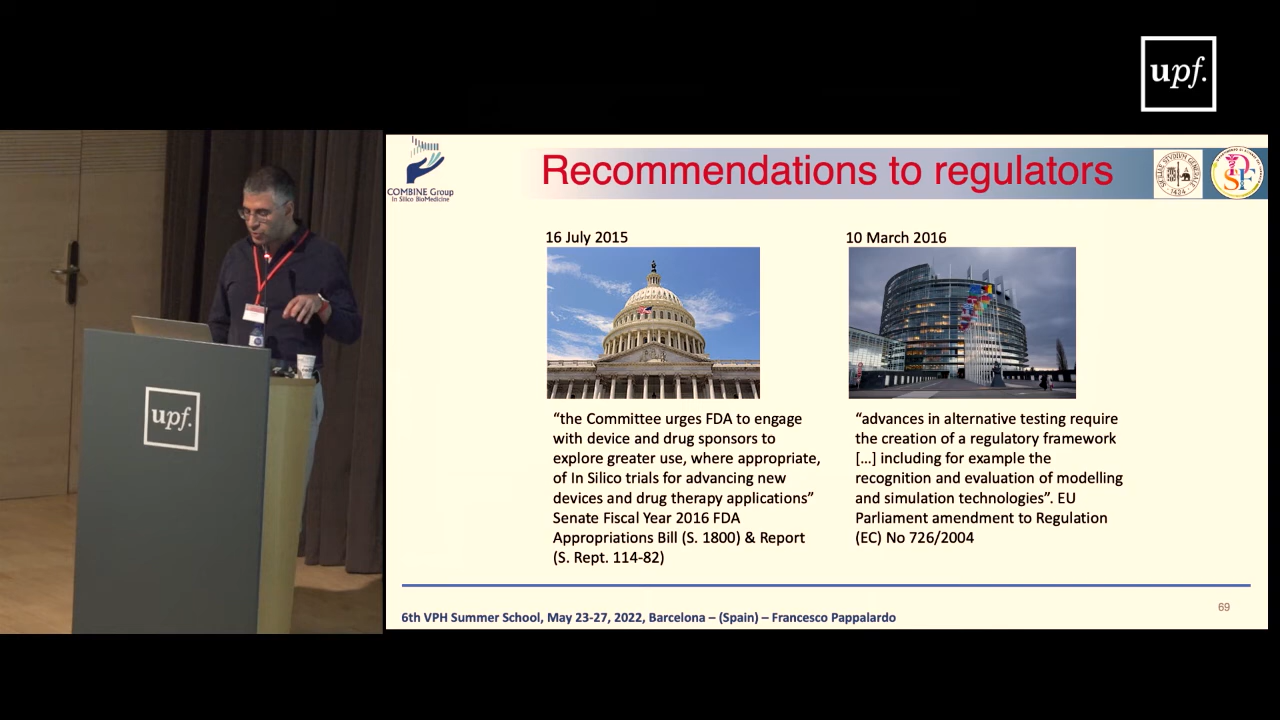 upf.
COMBINE Group
In Silico BioMedicine
Recommendations to regulators
16 July 2015
“the Committee urges FDA to engage
with device and drug sponsors to
explore greater use, where appropriate,
of In Silico trials for advancing new
devices and drug therapy applications”
Senate Fiscal Year 2016 FDA
Appropriations Bill (S. 1800) & Report
(S. Rept. 114-82)
10 March 2016
“advances in alternative testing require
the creation of a regulatory framework
[...] including for example the
recognition and evaluation of modelling
and simulation technologies”. EU
Parliament amendment to Regulation
(EC) No 726/2004
69
6th VPH Summer School, May 23-27, 2022, Barcelona – (Spain) – Francesco Pappalardo
upf.